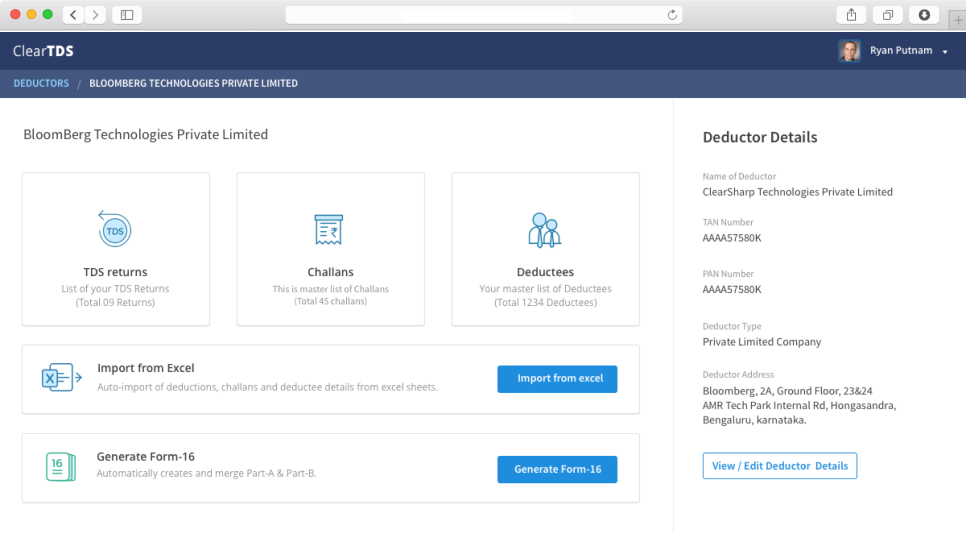 ClearTDS
Ryan Putnam
DEDUCTORS / BLOOMBERG TECHNOLOGIES PRIVATE LIMITED
BloomBerg Technologies Private Limited
TDS
TDS returns
List of your TDS Returns
(Total 09 Returns)
₹
Challans
This is master list of Challans
(Total 45 challans)
Deductees
Your master list of Deductees
(Total 1234 Deductees)
X
Import from Excel
Auto-import of deductions, challans and deductee details from excel sheets.
Import from excel
16
Generate Form-16
Automatically creates and merge Part-A & Part-B.
Generate Form-16
Deductor Details
Name of Deductor
ClearSharp Technologies Private Limited
TAN Number
AAAA57580K
PAN Number
AAAA57580K
Deductor Type
Private Limited Company
Deductor Address
Bloomberg, 2A, Ground Floor, 23&24
AMR Tech Park Internal Rd, Hongasandra,
Bengaluru, karnataka.
View / Edit Deductor Details